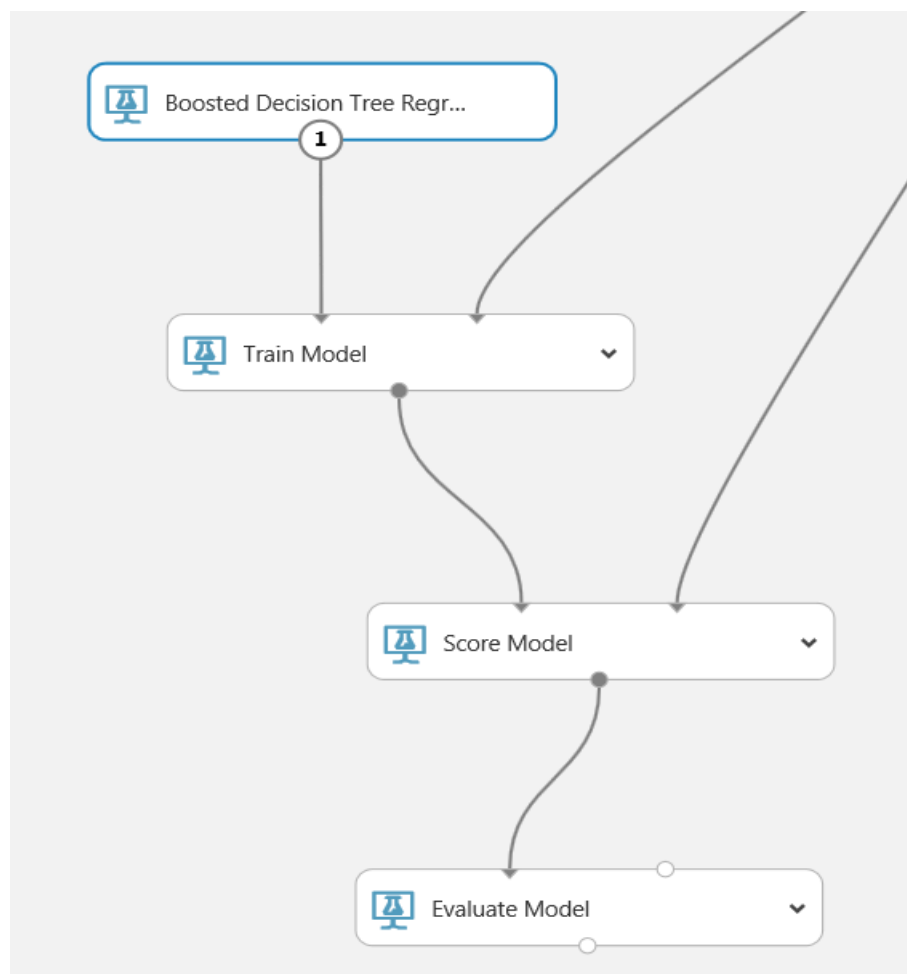 Boosted Decision Tree Regr...
1
Train Model
Score Model
Evaluate Model